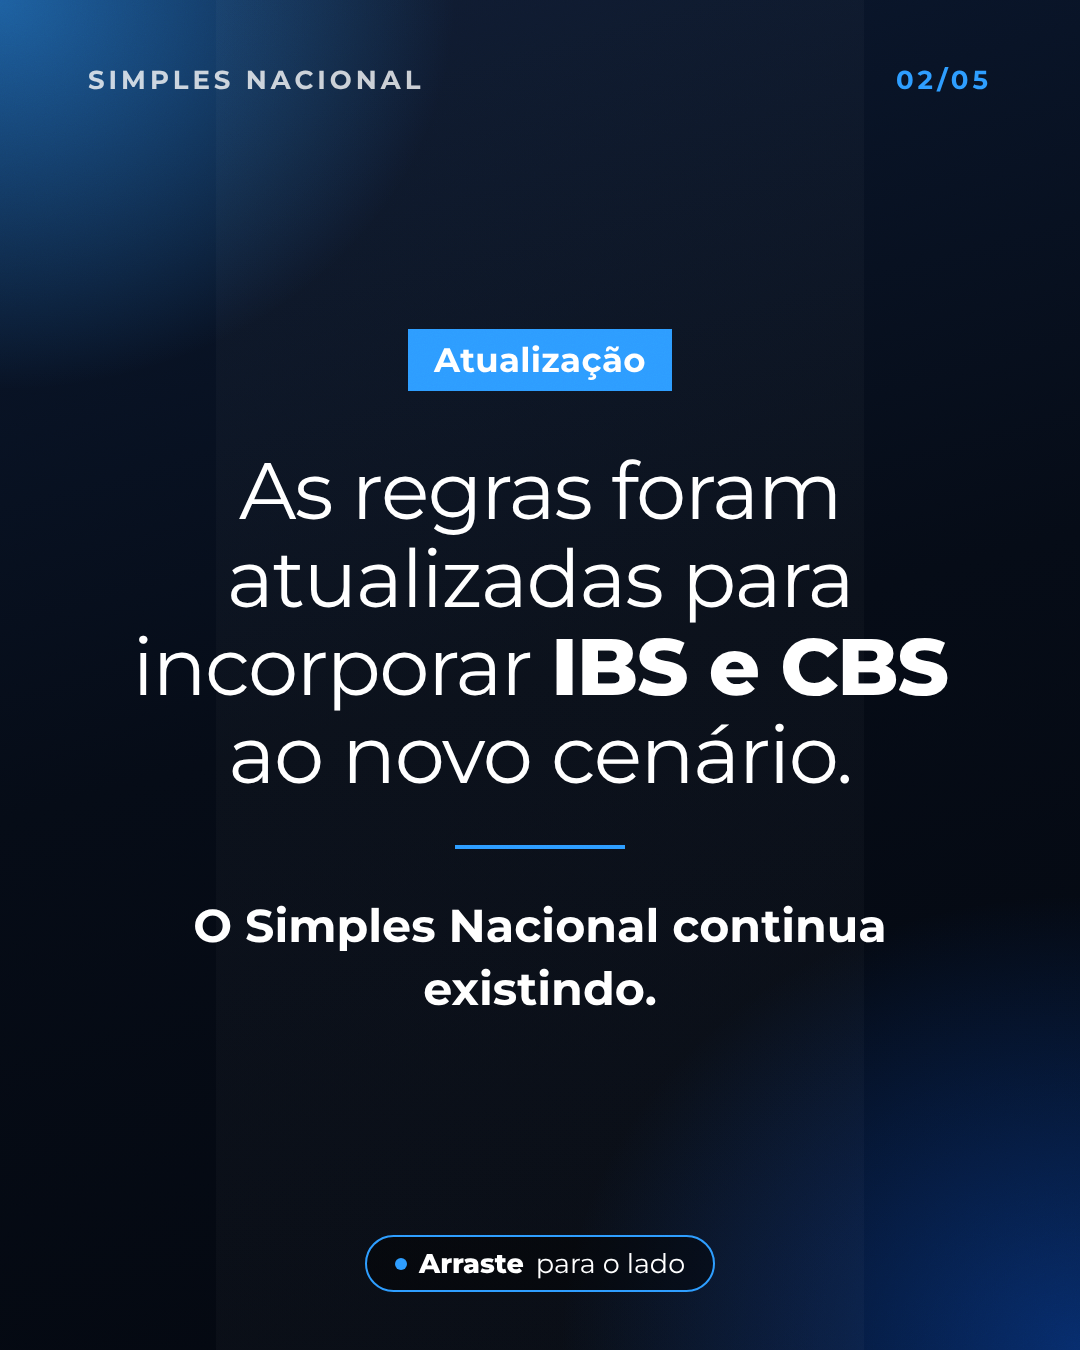 SIMPLES NACIONAL
02/05
Atualização
As regras foram
atualizadas para
incorporar IBS e CBS
ao novo cenário.
O Simples Nacional continua
existindo.
Arraste para o lado